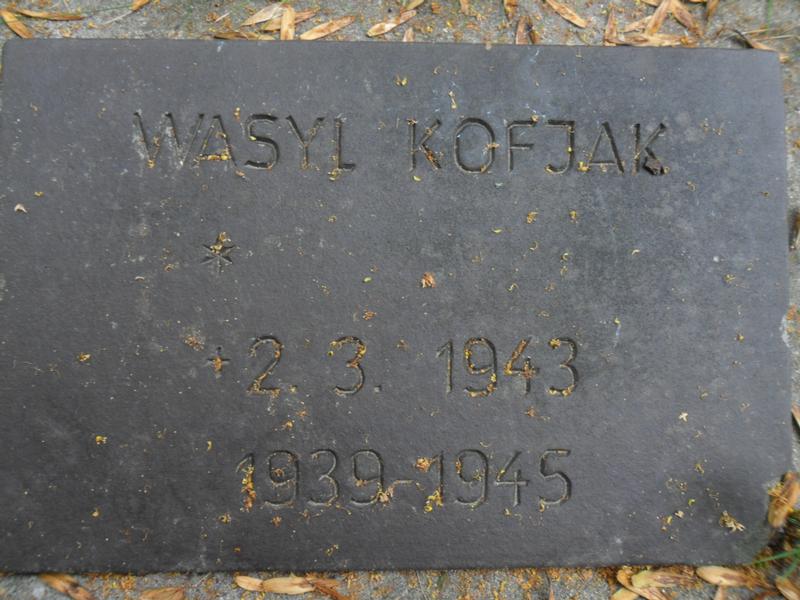 WASYL KOFJAK
*
+2. 3. 1943
1939-1945